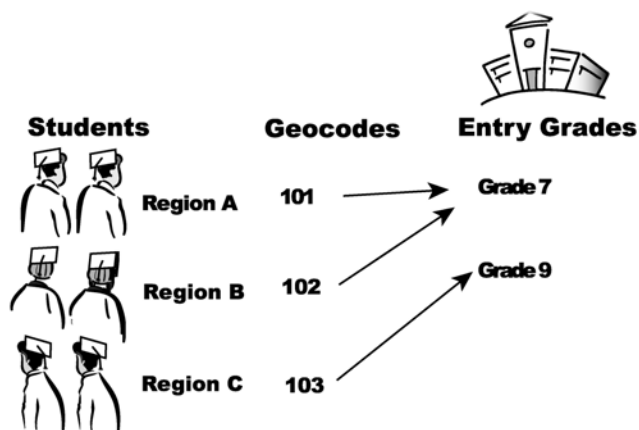 Students Geocodes Entry Grades
Region A 101 Grade 7
Region B 102 Grade 9
Region C 103